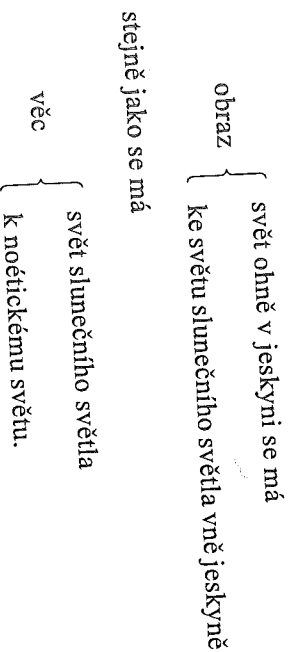 svět ohně v jeskyni se má
obraz
ke světu slunečního světla vně jeskyně
stejně jako se má
svět slunečního světla
věc
k noétickému světu.